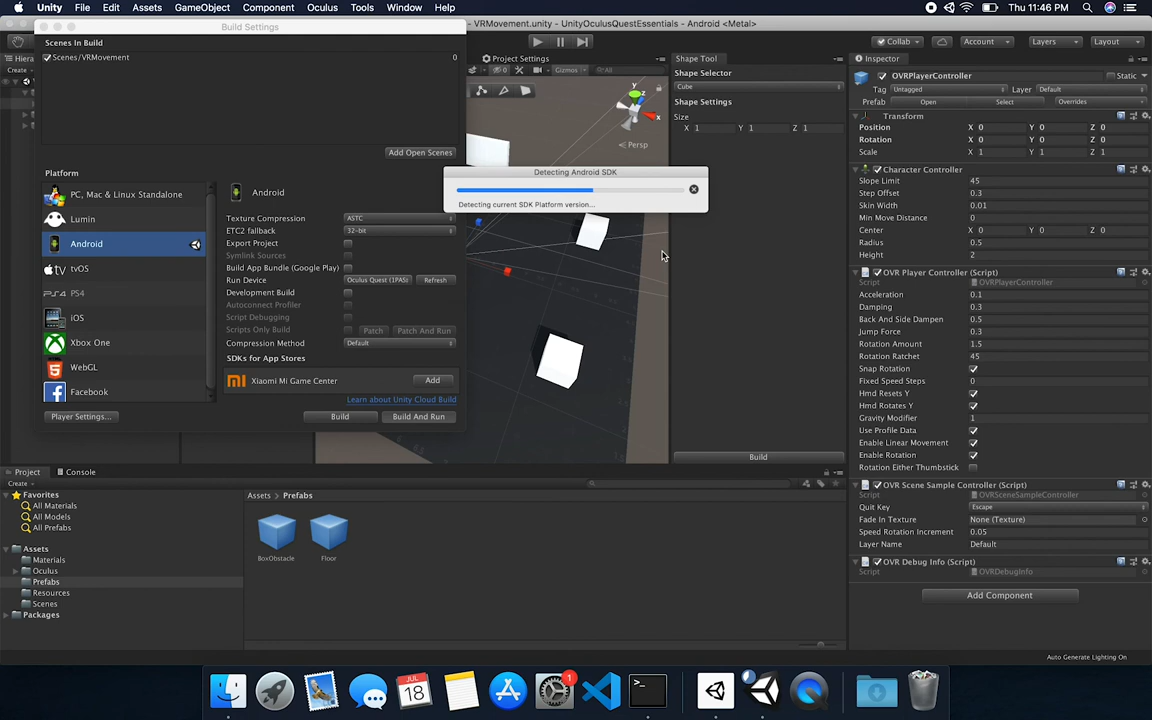 Unity File Edit Assets GameObject Component Oculus Tools Window Help
Thu 11:46 PM
VRMovement.unity - UnityOculusQuestEssentials - Android <Metal>
Build Settings
Scenes In Build
Scenes/VRMovement 0
Add Open Scenes
Platform
PC, Mac & Linux Standalone
Lumin
Android
tvOS
PS4
iOS
Xbox One
WebGL
Facebook
Player Settings...
Android
Texture Compression ASTC
ETC2 fallback 32-bit
Export Project
Symlink Sources
Build App Bundle (Google Play)
Run Device Oculus Quest (1PAS( Refresh
Development Build
Autoconnect Profiler
Script Debugging
Scripts Only Build Patch Patch And Run
Compression Method Default
SDKs for App Stores
Xiaomi Mi Game Center Add
Learn about Unity Cloud Build
Build Build And Run
Hiera
Create
Project Settings
Gizmos All
Y
X
Persp
Detecting Android SDK
Detecting current SDK Platform version...
Shape Tool
Shape Selector
Cube
Shape Settings
Size
X 1 Y 1 Z 1
Build
Collab Account Layers Layout
Inspector
OVRPlayerController Static
Tag Untagged Layer Default
Prefab Open Select Overrides
Transform
Position X 0 Y 0 Z 0
Rotation X 0 Y 0 Z 0
Scale X 1 Y 1 Z 1
Character Controller
Slope Limit 45
Step Offset 0.3
Skin Width 0.01
Min Move Distance 0
Center X 0 Y 0 Z 0
Radius 0.5
Height 2
OVR Player Controller (Script)
Script OVRPlayerController
Acceleration 0.1
Damping 0.3
Back And Side Dampen 0.5
Jump Force 0.3
Rotation Amount 1.5
Rotation Ratchet 45
Snap Rotation
Fixed Speed Steps 0
Hmd Resets Y
Hmd Rotates Y
Gravity Modifier 1
Use Profile Data
Enable Linear Movement
Enable Rotation
Rotation Either Thumbstick
OVR Scene Sample Controller (Script)
Script OVRSceneSampleController
Quit Key Escape
Fade In Texture None (Texture)
Speed Rotation Increment 0.05
Layer Name Default
OVR Debug Info (Script)
Script OVRDebugInfo
Add Component
Auto Generate Lighting On
Project Console
Create
Favorites
All Materials
All Models
All Prefabs
Assets
Materials
Oculus
Prefabs
Resources
Scenes
Packages
Assets > Prefabs
BoxObstacle Floor
JUL
18
1